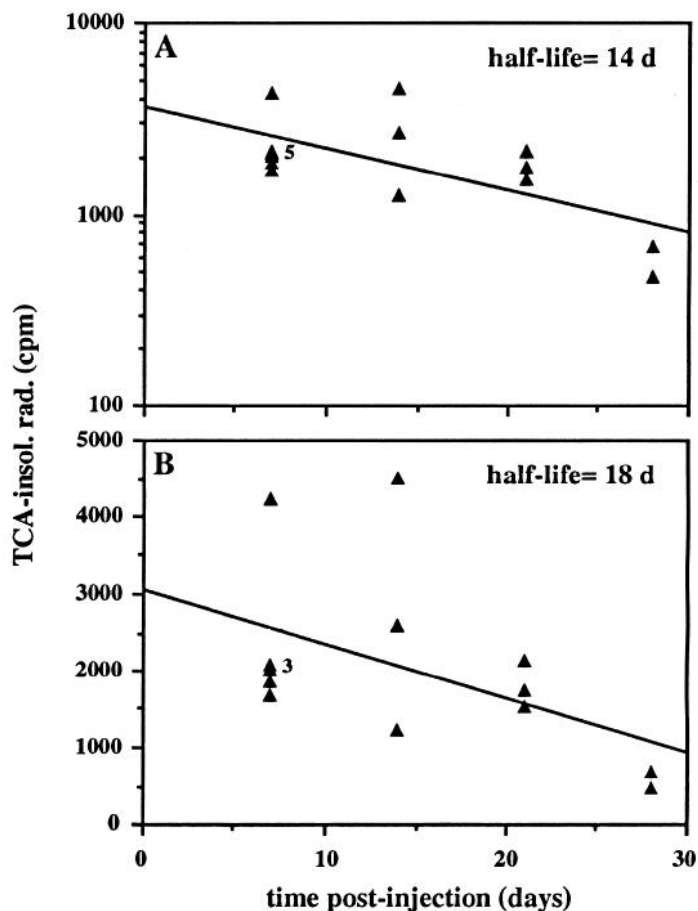 10000
A
half-life= 14 d
5
1000
100
TCA-insol. rad. (cpm)
5000
B
half-life= 18 d
4000
3000
3
2000
1000
0
0 10 20 30
time post-injection (days)